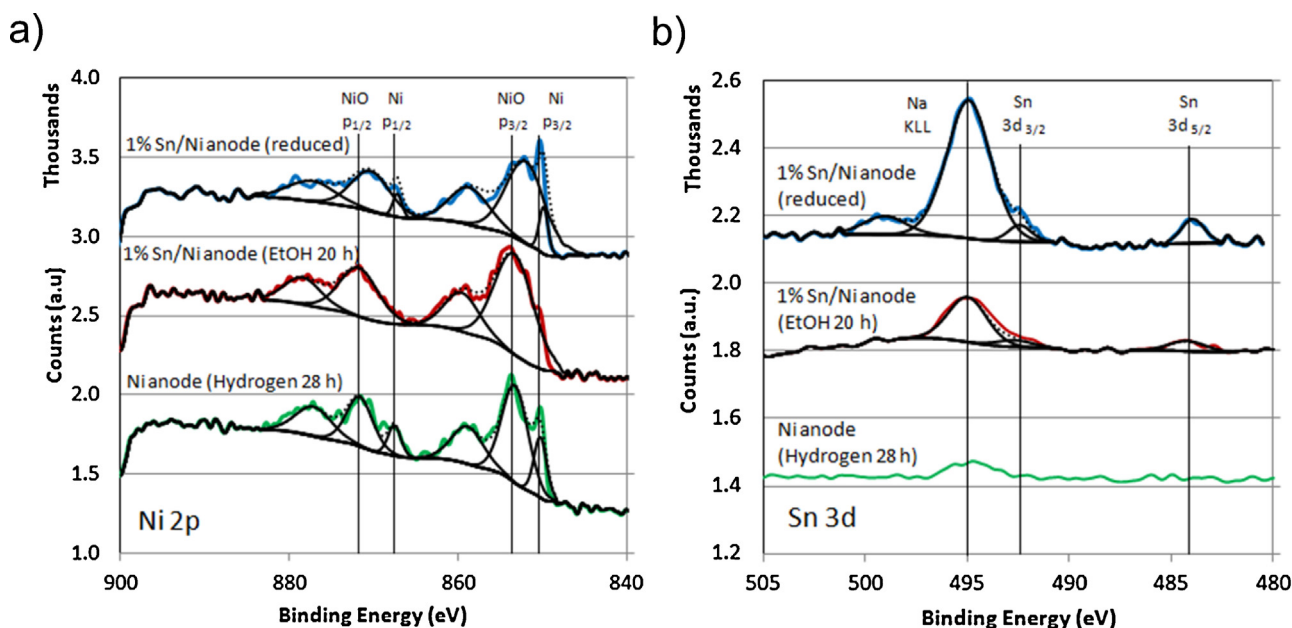 a)
Thousands
Counts (a.u)
4.0
3.5
3.0
2.5
2.0
1.5
1.0
NiO
p1/2
Ni
p1/2
NiO
p3/2
Ni
p3/2
1% Sn/Ni anode (reduced)
1% Sn/Ni anode (EtOH 20 h)
Ni anode (Hydrogen 28 h)
Ni 2p
900 880 860 840
Binding Energy (eV)
b)
Thousands
Counts (a.u.)
2.6
2.4
2.2
2.0
1.8
1.6
1.4
1.2
Na
KLL
Sn
3d 3/2
Sn
3d 5/2
1% Sn/Ni anode
(reduced)
1% Sn/Ni anode
(EtOH 20 h)
Ni anode
(Hydrogen 28 h)
Sn 3d
505 500 495 490 485 480
Binding Energy (eV)